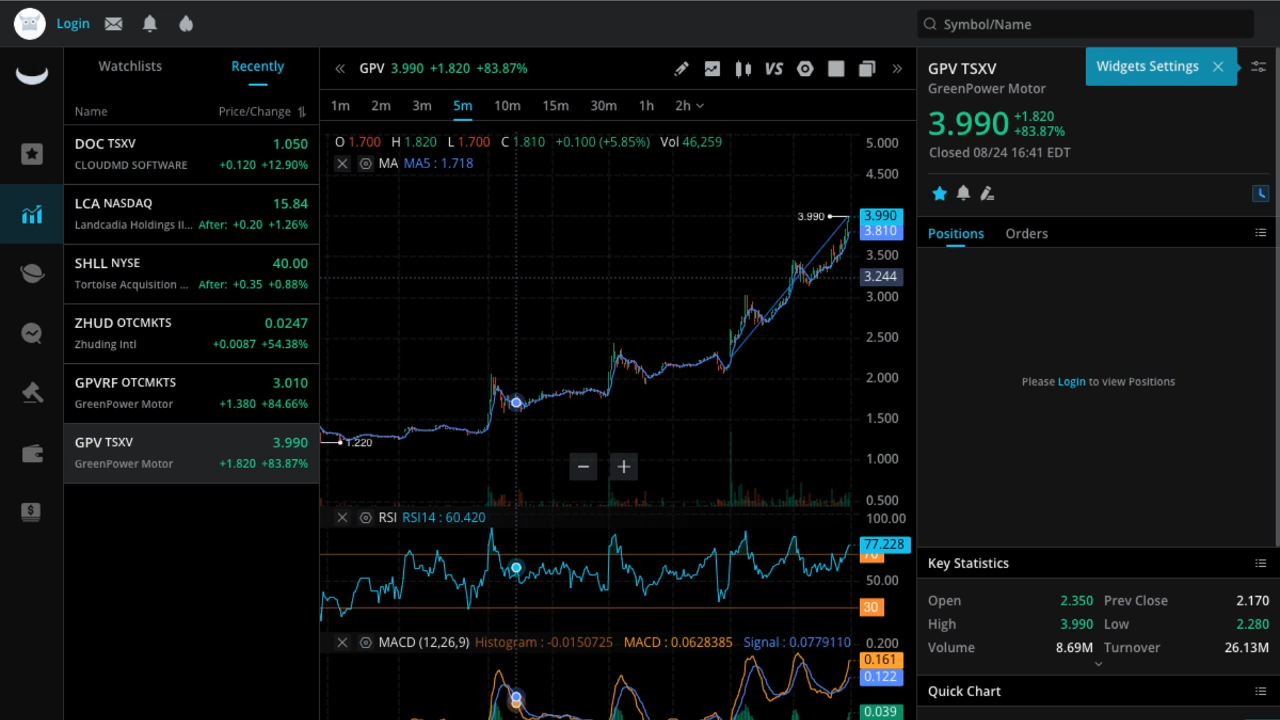 Login
Symbol/Name
Watchlists
Recently
Name
Price/Change
DOC TSXV
1.050
CLOUDMD SOFTWARE
+0.120 +12.90%
LCA NASDAQ
15.84
Landcadia Holdings II...
After: +0.20 +1.26%
SHLL NYSE
40.00
Tortoise Acquisition ...
After: +0.35 +0.88%
ZHUD OTCMKTS
0.0247
Zhuding Intl
+0.0087 +54.38%
GPVRF OTCMKTS
3.010
GreenPower Motor
+1.380 +84.66%
GPV TSXV
3.990
GreenPower Motor
+1.820 +83.87%
GPV 3.990 +1.820 +83.87%
VS
1m 2m 3m 5m 10m 15m 30m 1h 2h
O 1.700 H 1.820 L 1.700 C 1.810 +0.100 (+5.85%) Vol 46,259
MA MA5 : 1.718
5.000
4.500
3.990
3.990
3.810
3.500
3.244
3.000
2.500
2.000
1.500
1.220
1.000
0.500
RSI RSI14 : 60.420
100.00
77.228
70
50.00
30
MACD (12,26,9) Histogram : -0.0150725 MACD : 0.0628385 Signal : 0.0779110
0.200
0.161
0.122
0.039
GPV TSXV
Widgets Settings
GreenPower Motor
3.990
+1.820
+83.87%
Closed 08/24 16:41 EDT
Positions
Orders
Please Login to view Positions
Key Statistics
Open 2.350 Prev Close 2.170
High 3.990 Low 2.280
Volume 8.69M Turnover 26.13M
Quick Chart